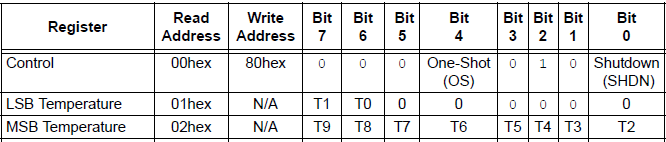 Register Read Address Write Address Bit 7 Bit 6 Bit 5 Bit 4 Bit 3 Bit 2 Bit 1 Bit 0
Control 00hex 80hex 0 0 0 One-Shot (OS) 0 1 0 Shutdown (SHDN)
LSB Temperature 01hex N/A T1 T0 0 0 0 0 0 0
MSB Temperature 02hex N/A T9 T8 T7 T6 T5 T4 T3 T2